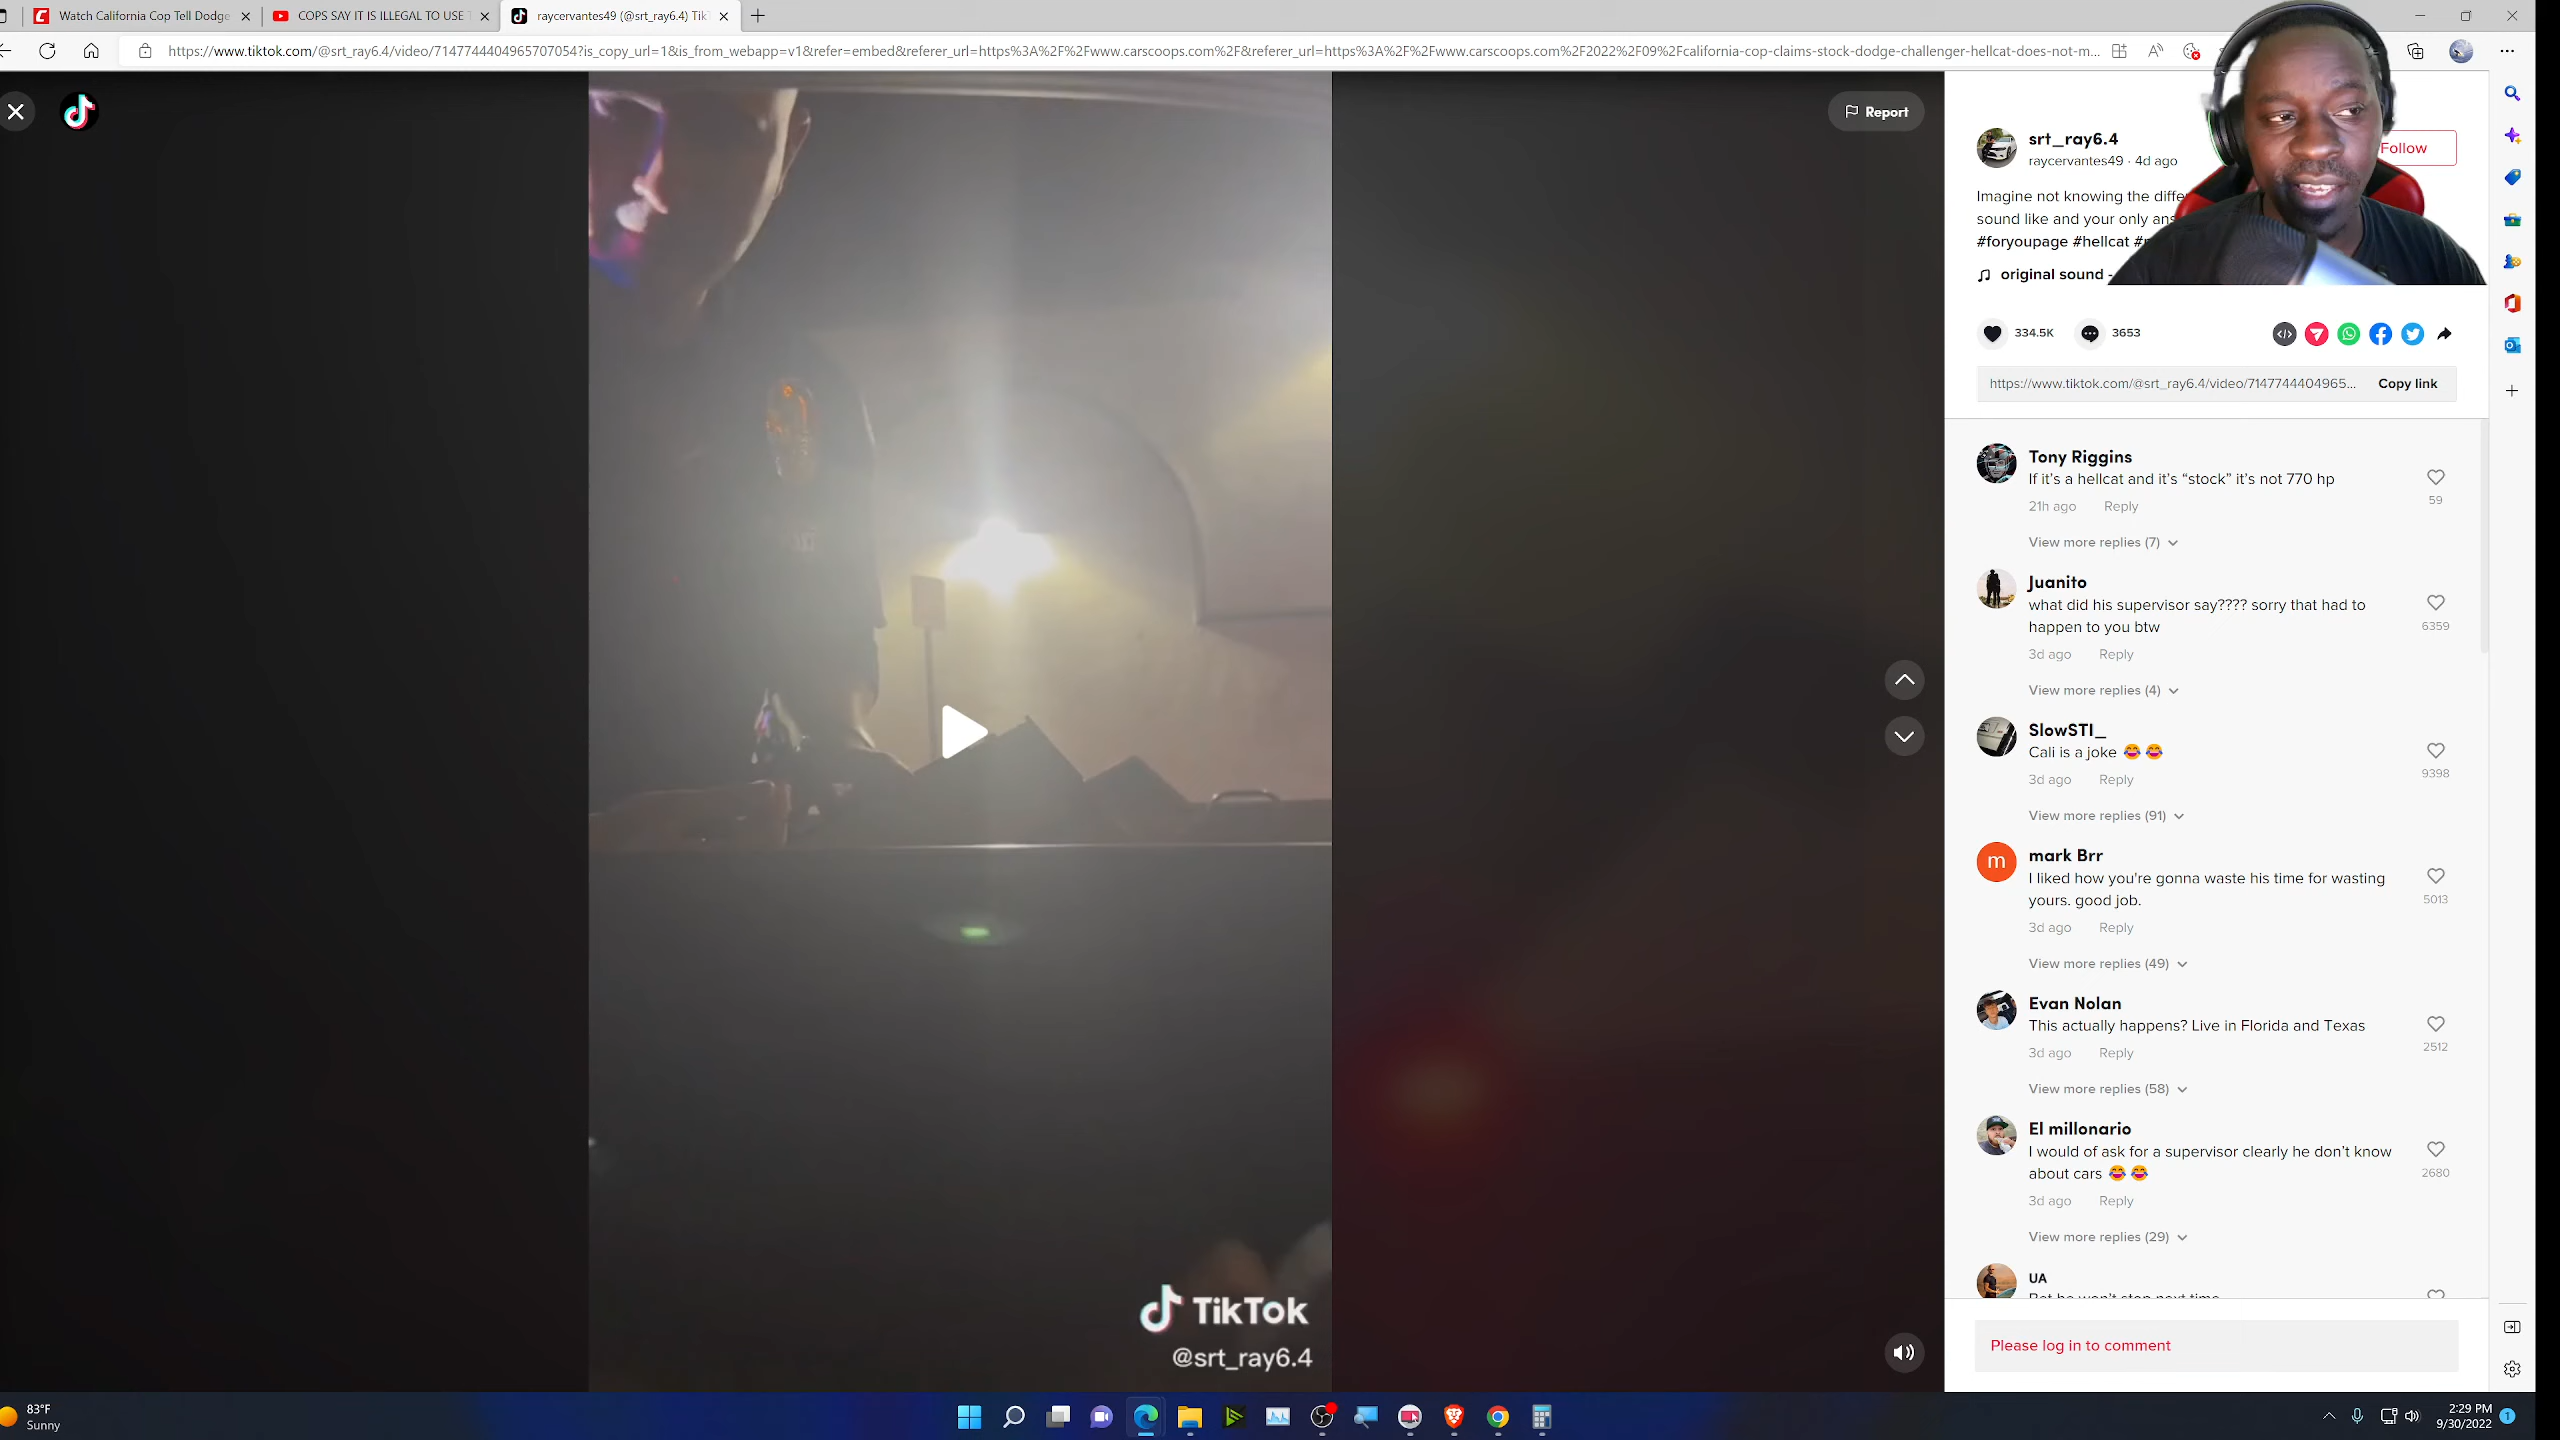 Watch California Cop Tell Dodge
COPS SAY IT IS ILLEGAL TO USE
raycervantes49 (@srt_ray6.4) Tik
https://www.tiktok.com/@srt_ray6.4/video/7147744404965707054?is_copy_url=1&is_from_webapp=v1&refer=embed&referer_url=https%3A%2F%2Fwww.carscoops.com%2F&referer_url=https%3A%2F%2Fwww.carscoops.com%2F2022%2F09%2Fcalifornia-cop-claims-stock-dodge-challenger-hellcat-does-not-m...
Report
srt_ray6.4
raycervantes49 · 4d ago
Follow
Imagine not knowing the
sound like and your only
#foryoupage #hellcat
original sound -
334.5K
3653
https://www.tiktok.com/@srt_ray6.4/video/7147744404965...
Copy link
Tony Riggins
If it's a hellcat and it's “stock” it's not 770 hp
59
21h ago Reply
View more replies (7)
Juanito
what did his supervisor say???? sorry that had to
happen to you btw
6359
3d ago Reply
View more replies (4)
SlowSTI_
Cali is a joke 😂 😂
9398
3d ago Reply
View more replies (91)
m
mark Brr
I liked how you're gonna waste his time for wasting
yours. good job.
5013
3d ago Reply
View more replies (49)
Evan Nolan
This actually happens? Live in Florida and Texas
2512
3d ago Reply
View more replies (58)
El millonario
I would of ask for a supervisor clearly he don't know
about cars 😂 😂
2680
3d ago Reply
View more replies (29)
UA
TikTok
@srt_ray6.4
Please log in to comment
83°F
Sunny
2:29 PM
9/30/2022
1